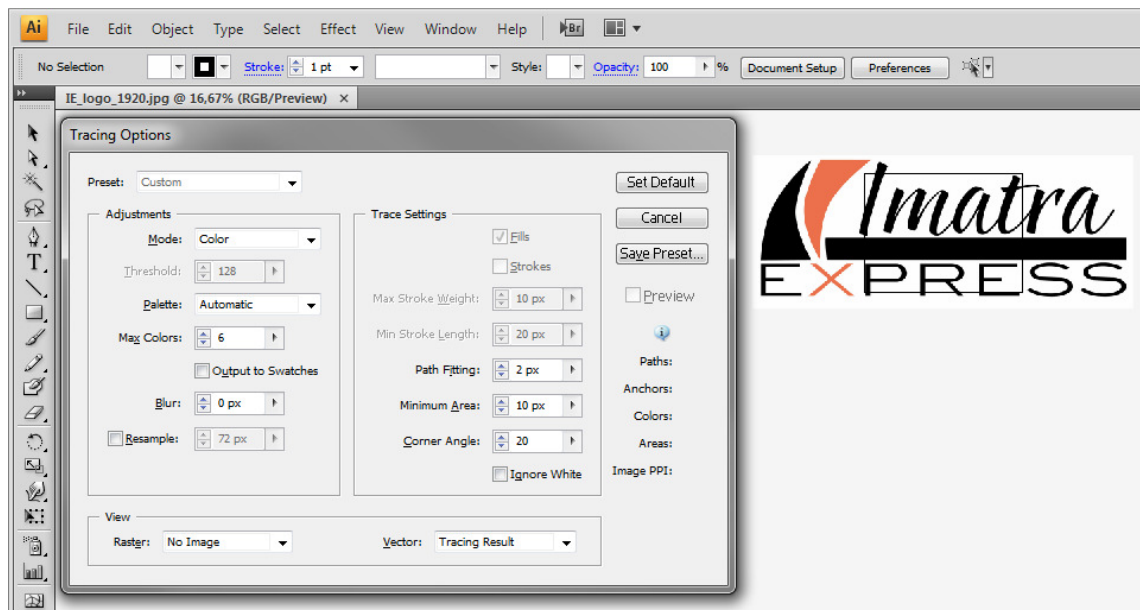 Ai File Edit Object Type Select Effect View Window Help Br
No Selection Stroke: 1 pt Style: Opacity: 100 % Document Setup Preferences
IE_logo_1920.jpg @ 16,67% (RGB/Preview) x
T
Tracing Options
Preset: Custom
Adjustments
Mode: Color
Threshold: 128
Palette: Automatic
Max Colors: 6
Output to Swatches
Blur: 0 px
Resample: 72 px
Trace Settings
Fills
Strokes
Max Stroke Weight: 10 px
Min Stroke Length: 20 px
Path Fitting: 2 px
Minimum Area: 10 px
Corner Angle: 20
Ignore White
View
Raster: No Image
Vector: Tracing Result
Set Default
Cancel
Save Preset...
Preview
Paths:
Anchors:
Colors:
Areas:
Image PPI:
Imatra
EXPRESS